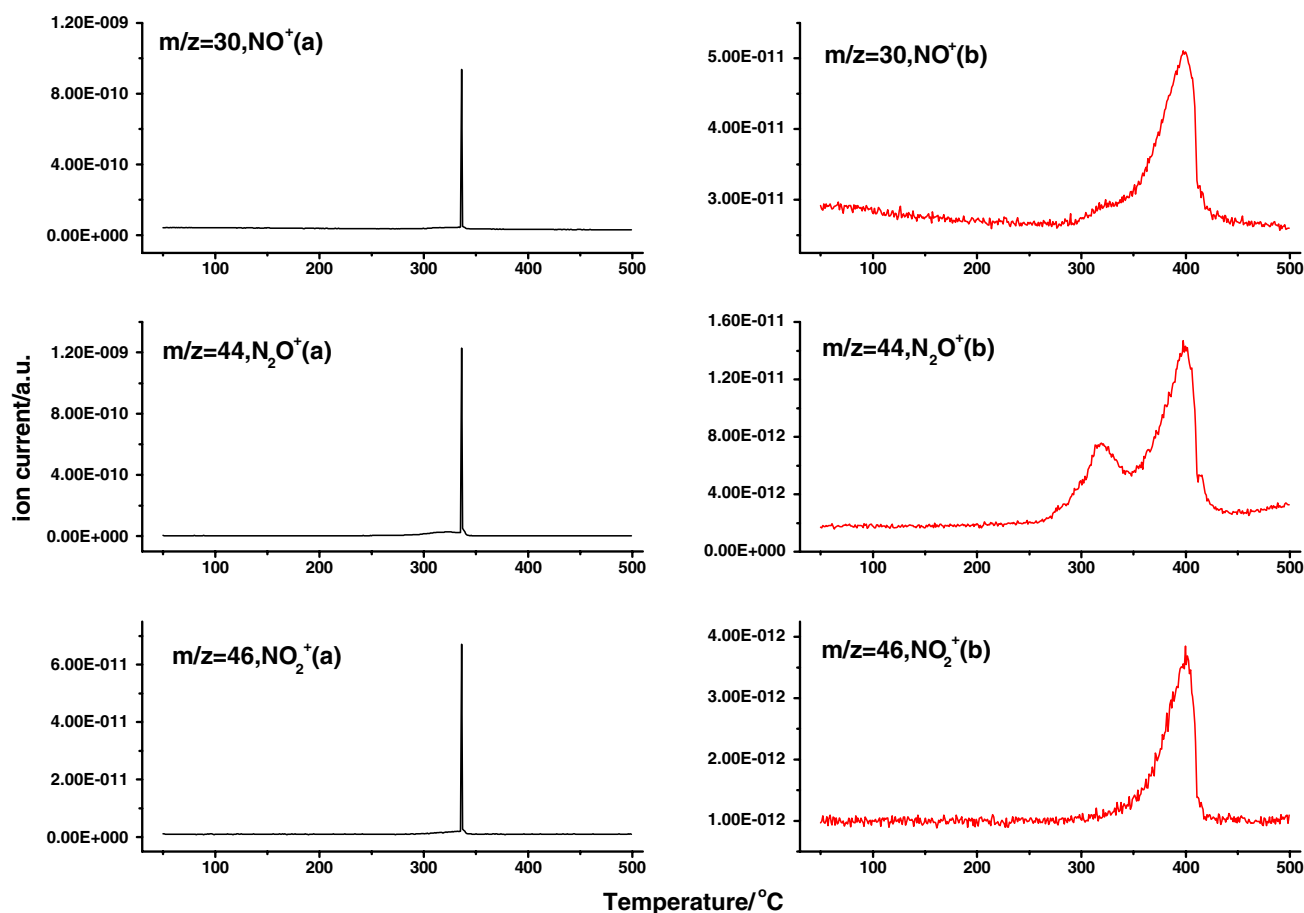 1.20E-009
8.00E-010
4.00E-010
0.00E+000
m/z=30,NO⁺(a)
100 200 300 400 500
5.00E-011
4.00E-011
3.00E-011
m/z=30,NO⁺(b)
100 200 300 400 500
1.20E-009
8.00E-010
4.00E-010
0.00E+000
m/z=44,N₂O⁺(a)
100 200 300 400 500
1.60E-011
1.20E-011
8.00E-012
4.00E-012
0.00E+000
m/z=44,N₂O⁺(b)
100 200 300 400 500
6.00E-011
4.00E-011
2.00E-011
0.00E+000
m/z=46,NO₂⁺(a)
100 200 300 400 500
4.00E-012
3.00E-012
2.00E-012
1.00E-012
m/z=46,NO₂⁺(b)
100 200 300 400 500
ion current/a.u.
Temperature/°C